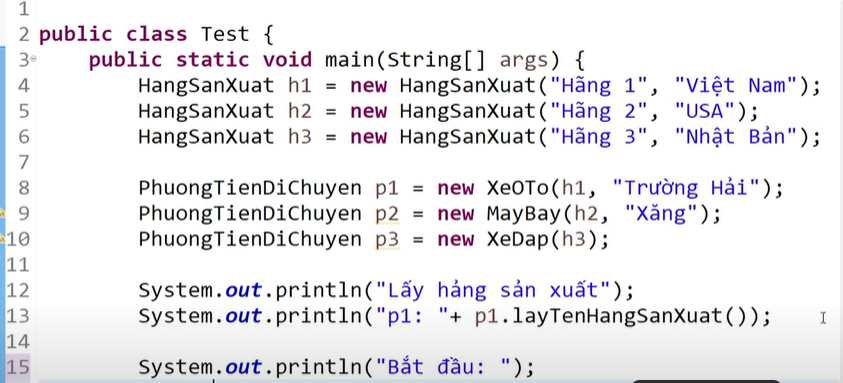 1
2 public class Test {
3 public static void main(String[] args) {
4 HangSanXuat h1 = new HangSanXuat("Hãng 1", "Việt Nam");
5 HangSanXuat h2 = new HangSanXuat("Hãng 2", "USA");
6 HangSanXuat h3 = new HangSanXuat("Hãng 3", "Nhật Bản");
7
8 PhuongTienDiChuyen p1 = new XeOTo(h1, "Trường Hải");
9 PhuongTienDiChuyen p2 = new MayBay(h2, "Xăng");
10 PhuongTienDiChuyen p3 = new XeDap(h3);
11
12 System.out.println("Lấy hảng sản xuất");
13 System.out.println("p1: "+ p1.layTenHangSanXuat());
14
15 System.out.println("Bắt đầu: ");